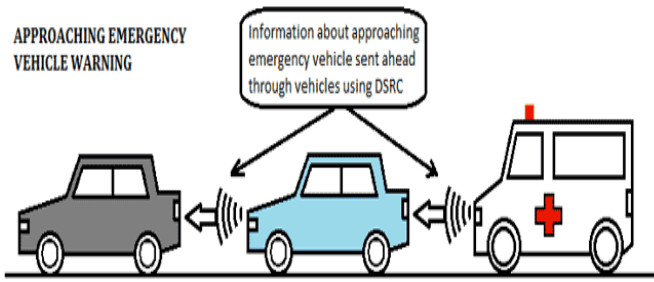 APPROACHING EMERGENCY
VEHICLE WARNING
Information about approaching
emergency vehicle sent ahead
through vehicles using DSRC